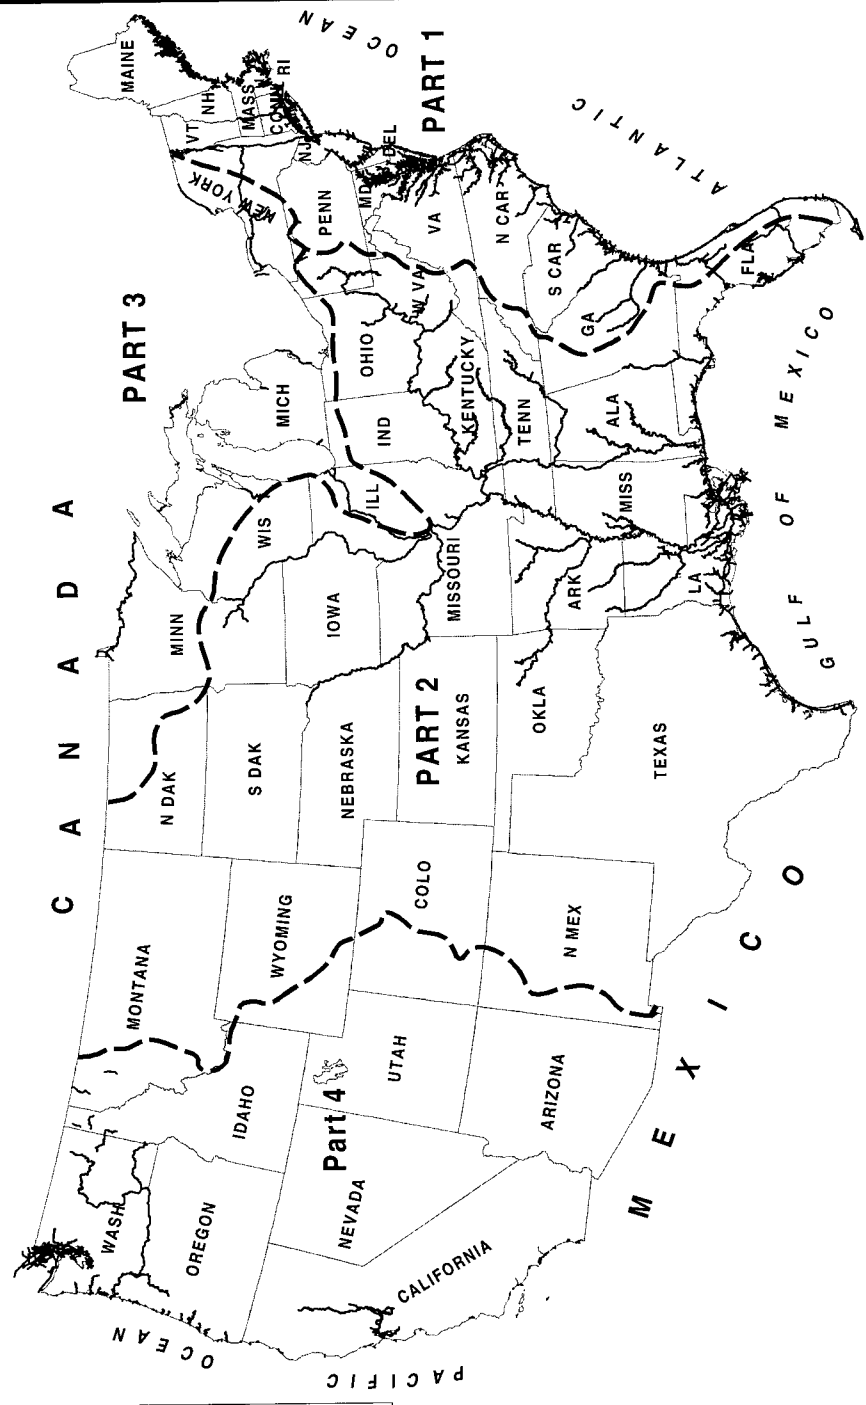 C A N A D A
PACIFIC OCEAN
WASH
OREGON
CALIFORNIA
NEVADA
IDAHO
MONTANA
WYOMING
UTAH
ARIZONA
COLO
N MEX
Part 4
N DAK
S DAK
NEBRASKA
KANSAS
PART 2
OKLA
TEXAS
MINN
IOWA
MISSOURI
ARK
LA
WIS
ILL
MICH
IND
OHIO
KENTUCKY
TENN
MISS
ALA
PART 3
GA
FLA
S CAR
N CAR
VA
W VA
PENN
NEW YORK
MD
DEL
NJ
VT
NH
MASS
CONN
RI
MAINE
PART 1
ATLANTIC OCEAN
GULF OF MEXICO
M E X I C O